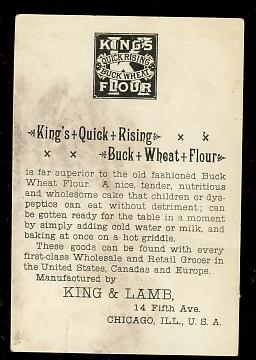 KING'S
QUICK RISING
BUCK WHEAT
FLOUR
King's+Quick+Rising
Buck+Wheat+Flour
is far superior to the old fashioned Buck
Wheat Flour. A nice, tender, nutritious
and wholesome cake that children or dys-
peptics can eat without detriment; can
be gotten ready for the table in a moment
by simply adding cold water or milk, and
baking at once on a hot griddle.
These goods can be found with every
first-class Wholesale and Retail Grocer in
the United States, Canadas and Europe.
Manufactured by
KING & LAMB,
14 Fifth Ave.
CHICAGO, ILL., U. S. A.